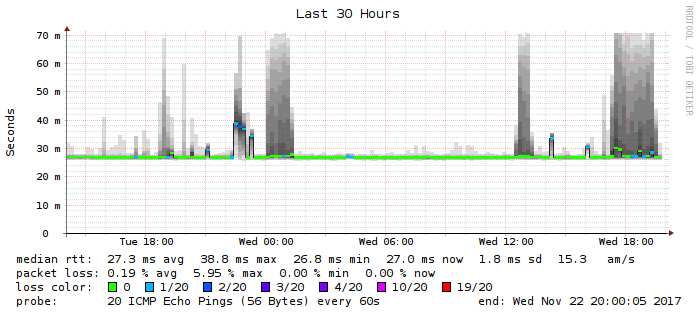 Last 30 Hours
RRDTOOL / TOBI OETIKER
Seconds
70 m
60 m
50 m
40 m
30 m
20 m
10 m
0
Tue 18:00 Wed 00:00 Wed 06:00 Wed 12:00 Wed 18:00
median rtt: 27.3 ms avg 38.8 ms max 26.8 ms min 27.0 ms now 1.8 ms sd 15.3 am/s
packet loss: 0.19 % avg 5.95 % max 0.00 % min 0.00 % now
loss color: 0 1/20 2/20 3/20 4/20 10/20 19/20
probe: 20 ICMP Echo Pings (56 Bytes) every 60s end: Wed Nov 22 20:00:05 2017